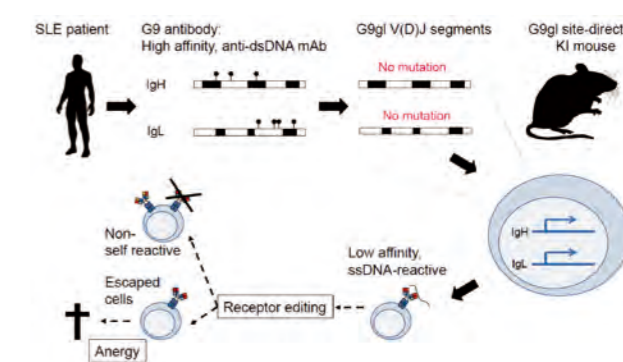 SLE patient
G9 antibody:
High affinity, anti-dsDNA mAb
G9gl V(D)J segments
G9gl site-direct
KI mouse
IgH
IgL
No mutation
No mutation
IgH
IgL
Non-
self reactive
Low affinity,
ssDNA-reactive
Escaped
cells
Receptor editing
Anergy